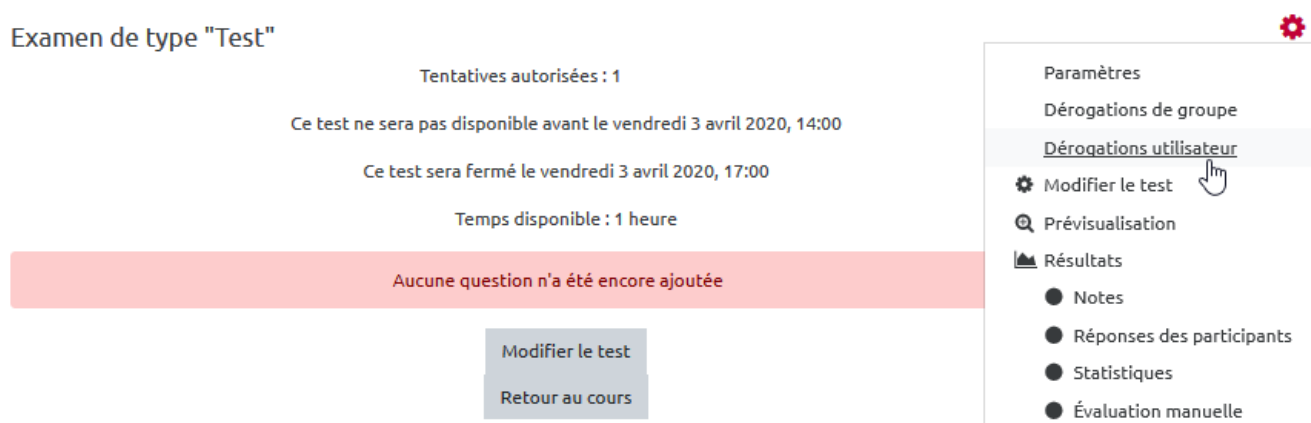 Examen de type "Test"
Tentatives autorisées : 1
Ce test ne sera pas disponible avant le vendredi 3 avril 2020, 14:00
Ce test sera fermé le vendredi 3 avril 2020, 17:00
Temps disponible : 1 heure
Aucune question n'a été encore ajoutée
Modifier le test
Retour au cours
Paramètres
Dérogations de groupe
Dérogations utilisateur
Modifier le test
Prévisualisation
Résultats
Notes
Réponses des participants
Statistiques
Évaluation manuelle